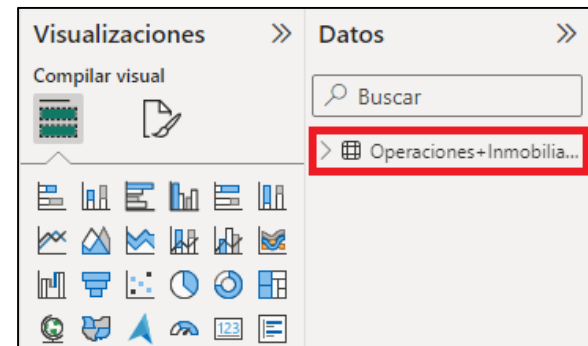 Visualizaciones
Compilar visual
123
Datos
Buscar
Operaciones+Inmobilia...